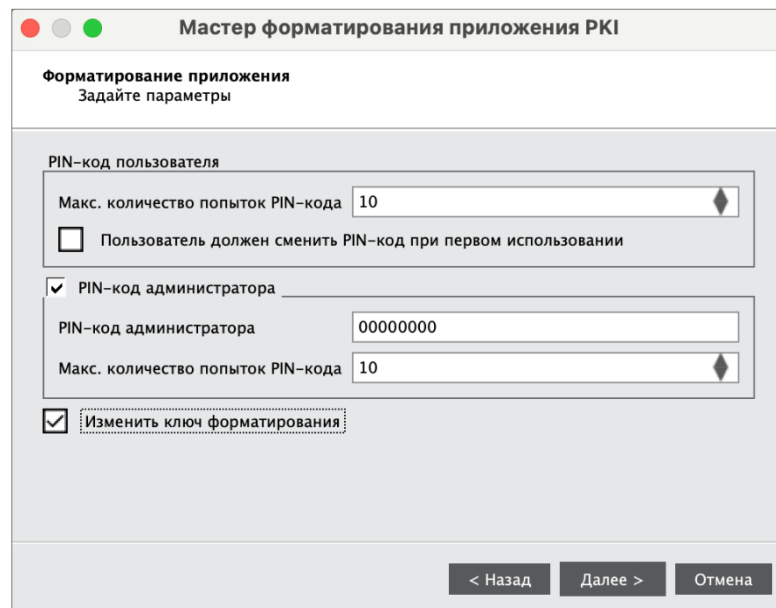 Мастер форматирования приложения PKI
Форматирование приложения
Задайте параметры
PIN-код пользователя
Макс. количество попыток PIN-кода 10
Пользователь должен сменить PIN-код при первом использовании
PIN-код администратора
PIN-код администратора 00000000
Макс. количество попыток PIN-кода 10
Изменить ключ форматирования
< Назад Далее > Отмена